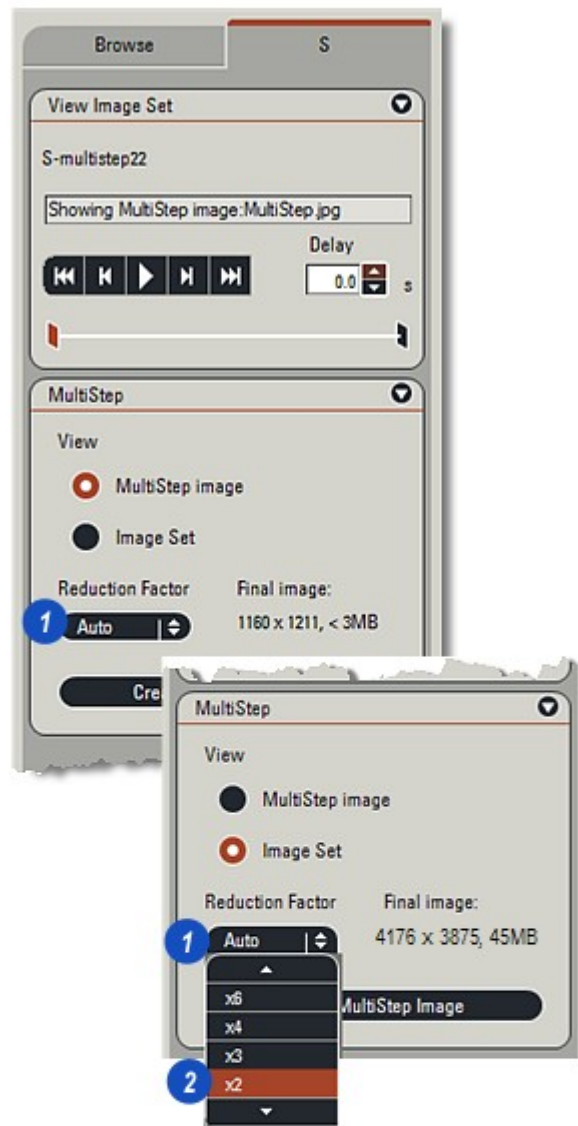 Browse S
View Image Set
S-multistep22
Showing MultiStep image:MultiStep.jpg
Delay
0.0 s
MultiStep
View
MultiStep image
Image Set
Reduction Factor Final image:
1 Auto 1160 x 1211, < 3MB
Cre
MultiStep
View
MultiStep image
Image Set
Reduction Factor Final image:
1 Auto 4176 x 3875, 45MB
x6
MultiStep Image
x4
x3
2 x2